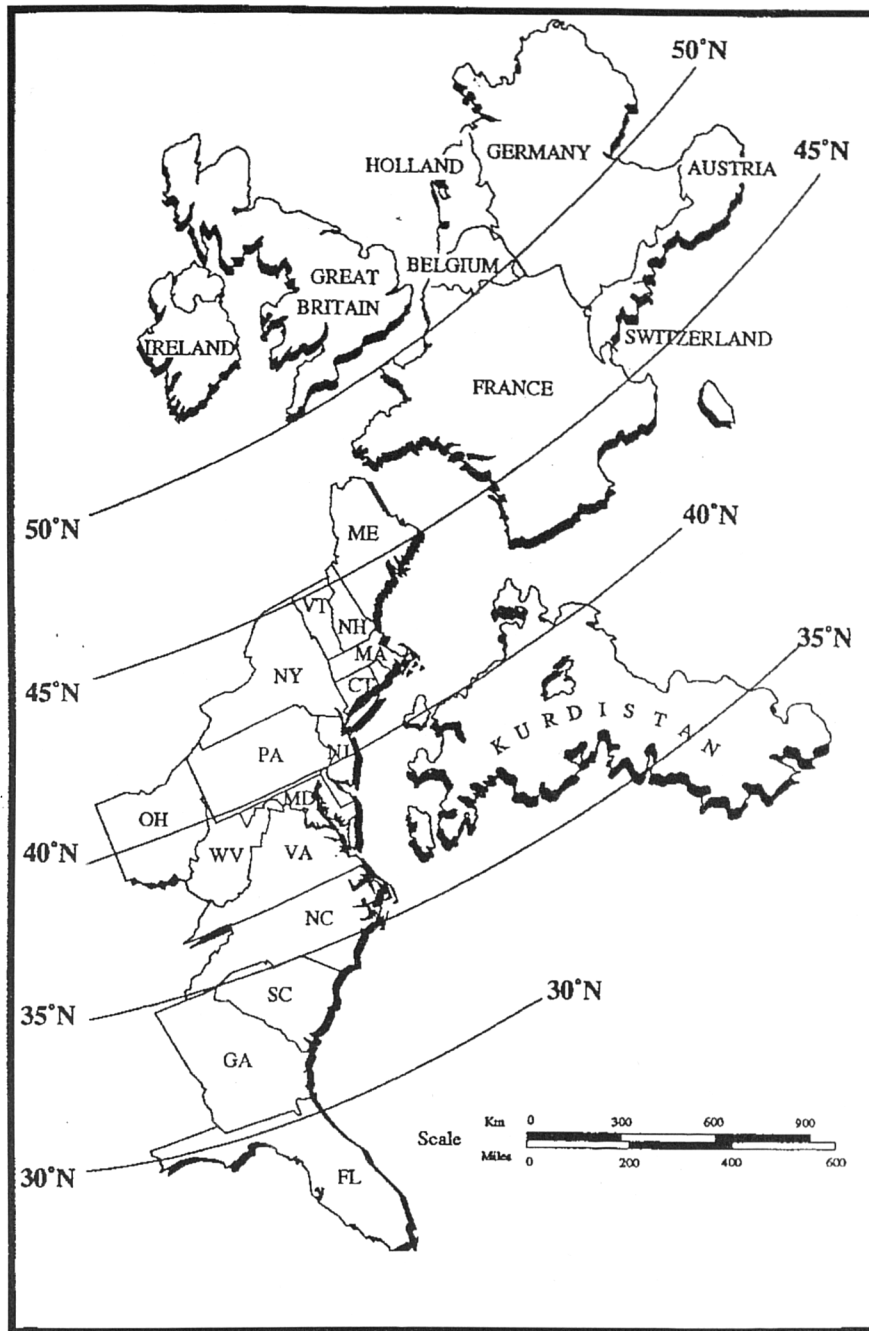 50°N
45°N
HOLLAND
GERMANY
AUSTRIA
BELGIUM
GREAT
BRITAIN
IRELAND
SWITZERLAND
FRANCE
50°N
40°N
ME
VT
NH
MA
35°N
45°N
NY
CT
KURDISTAN
PA
NJ
MD
OH
40°N
WV
VA
NC
30°N
35°N
SC
GA
Scale
Km 0 300 600 900
Miles 0 200 400 600
30°N
FL